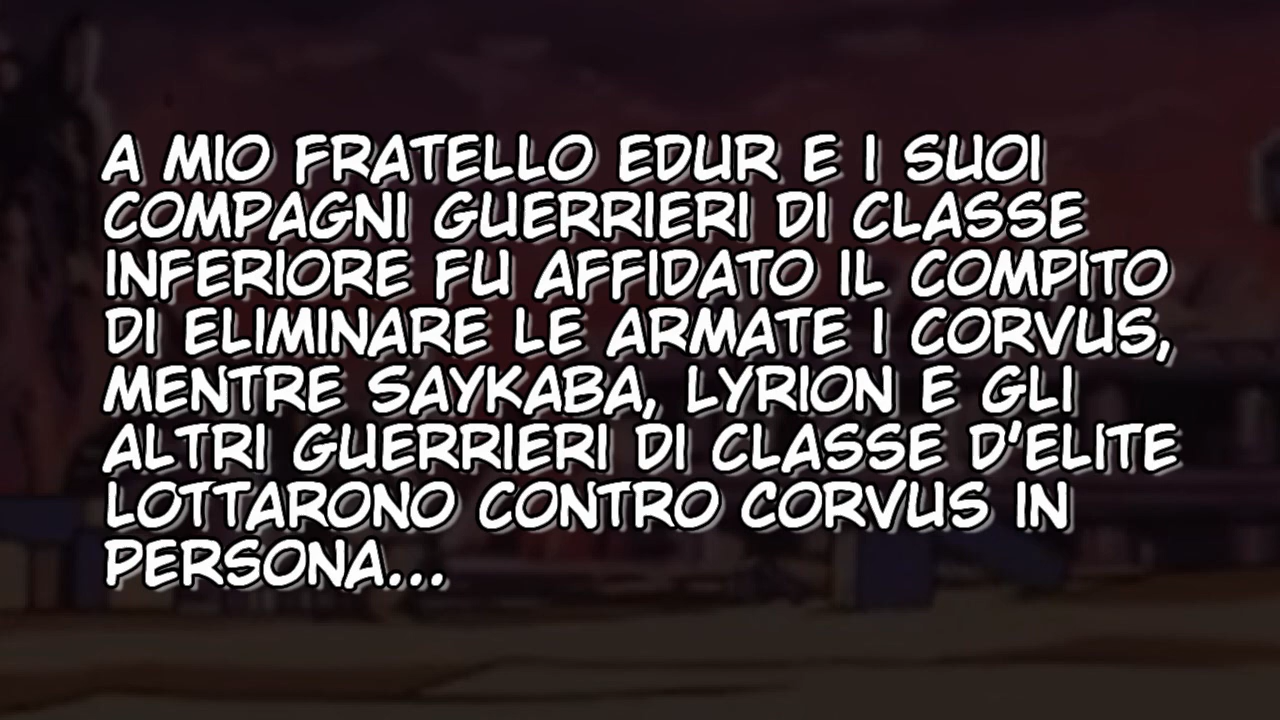 A MIO FRATELLO EDUR E I SUOI
COMPAGNI GUERRIERI DI CLASSE
INFERIORE FU AFFIDATO IL COMPITO
DI ELIMINARE LE ARMATE I CORVUS,
MENTRE SAYKABA, LYRION E GLI
ALTRI GUERRIERI DI CLASSE D'ELITE
LOTTARONO CONTRO CORVUS IN
PERSONA...